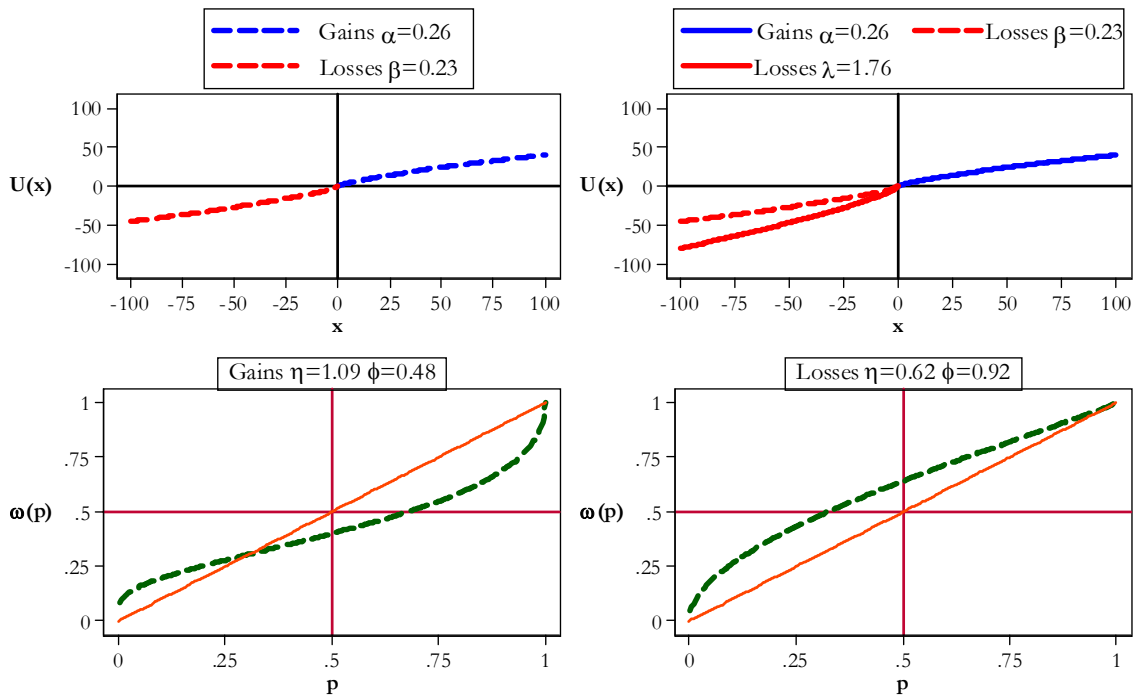 Gains α=0.26
Losses β=0.23
100
50
U(x)
0
-50
-100
-100 -75 -50 -25 0 25 50 75 100
x
Gains α=0.26 Losses β=0.23
Losses λ=1.76
100
50
U(x)
0
-50
-100
-100 -75 -50 -25 0 25 50 75 100
x
Gains η=1.09 ϕ=0.48
1
.75
ω(p)
.5
.25
0
0 .25 .5 .75 1
p
Losses η=0.62 ϕ=0.92
1
.75
ω(p)
.5
.25
0
0 .25 .5 .75 1
p